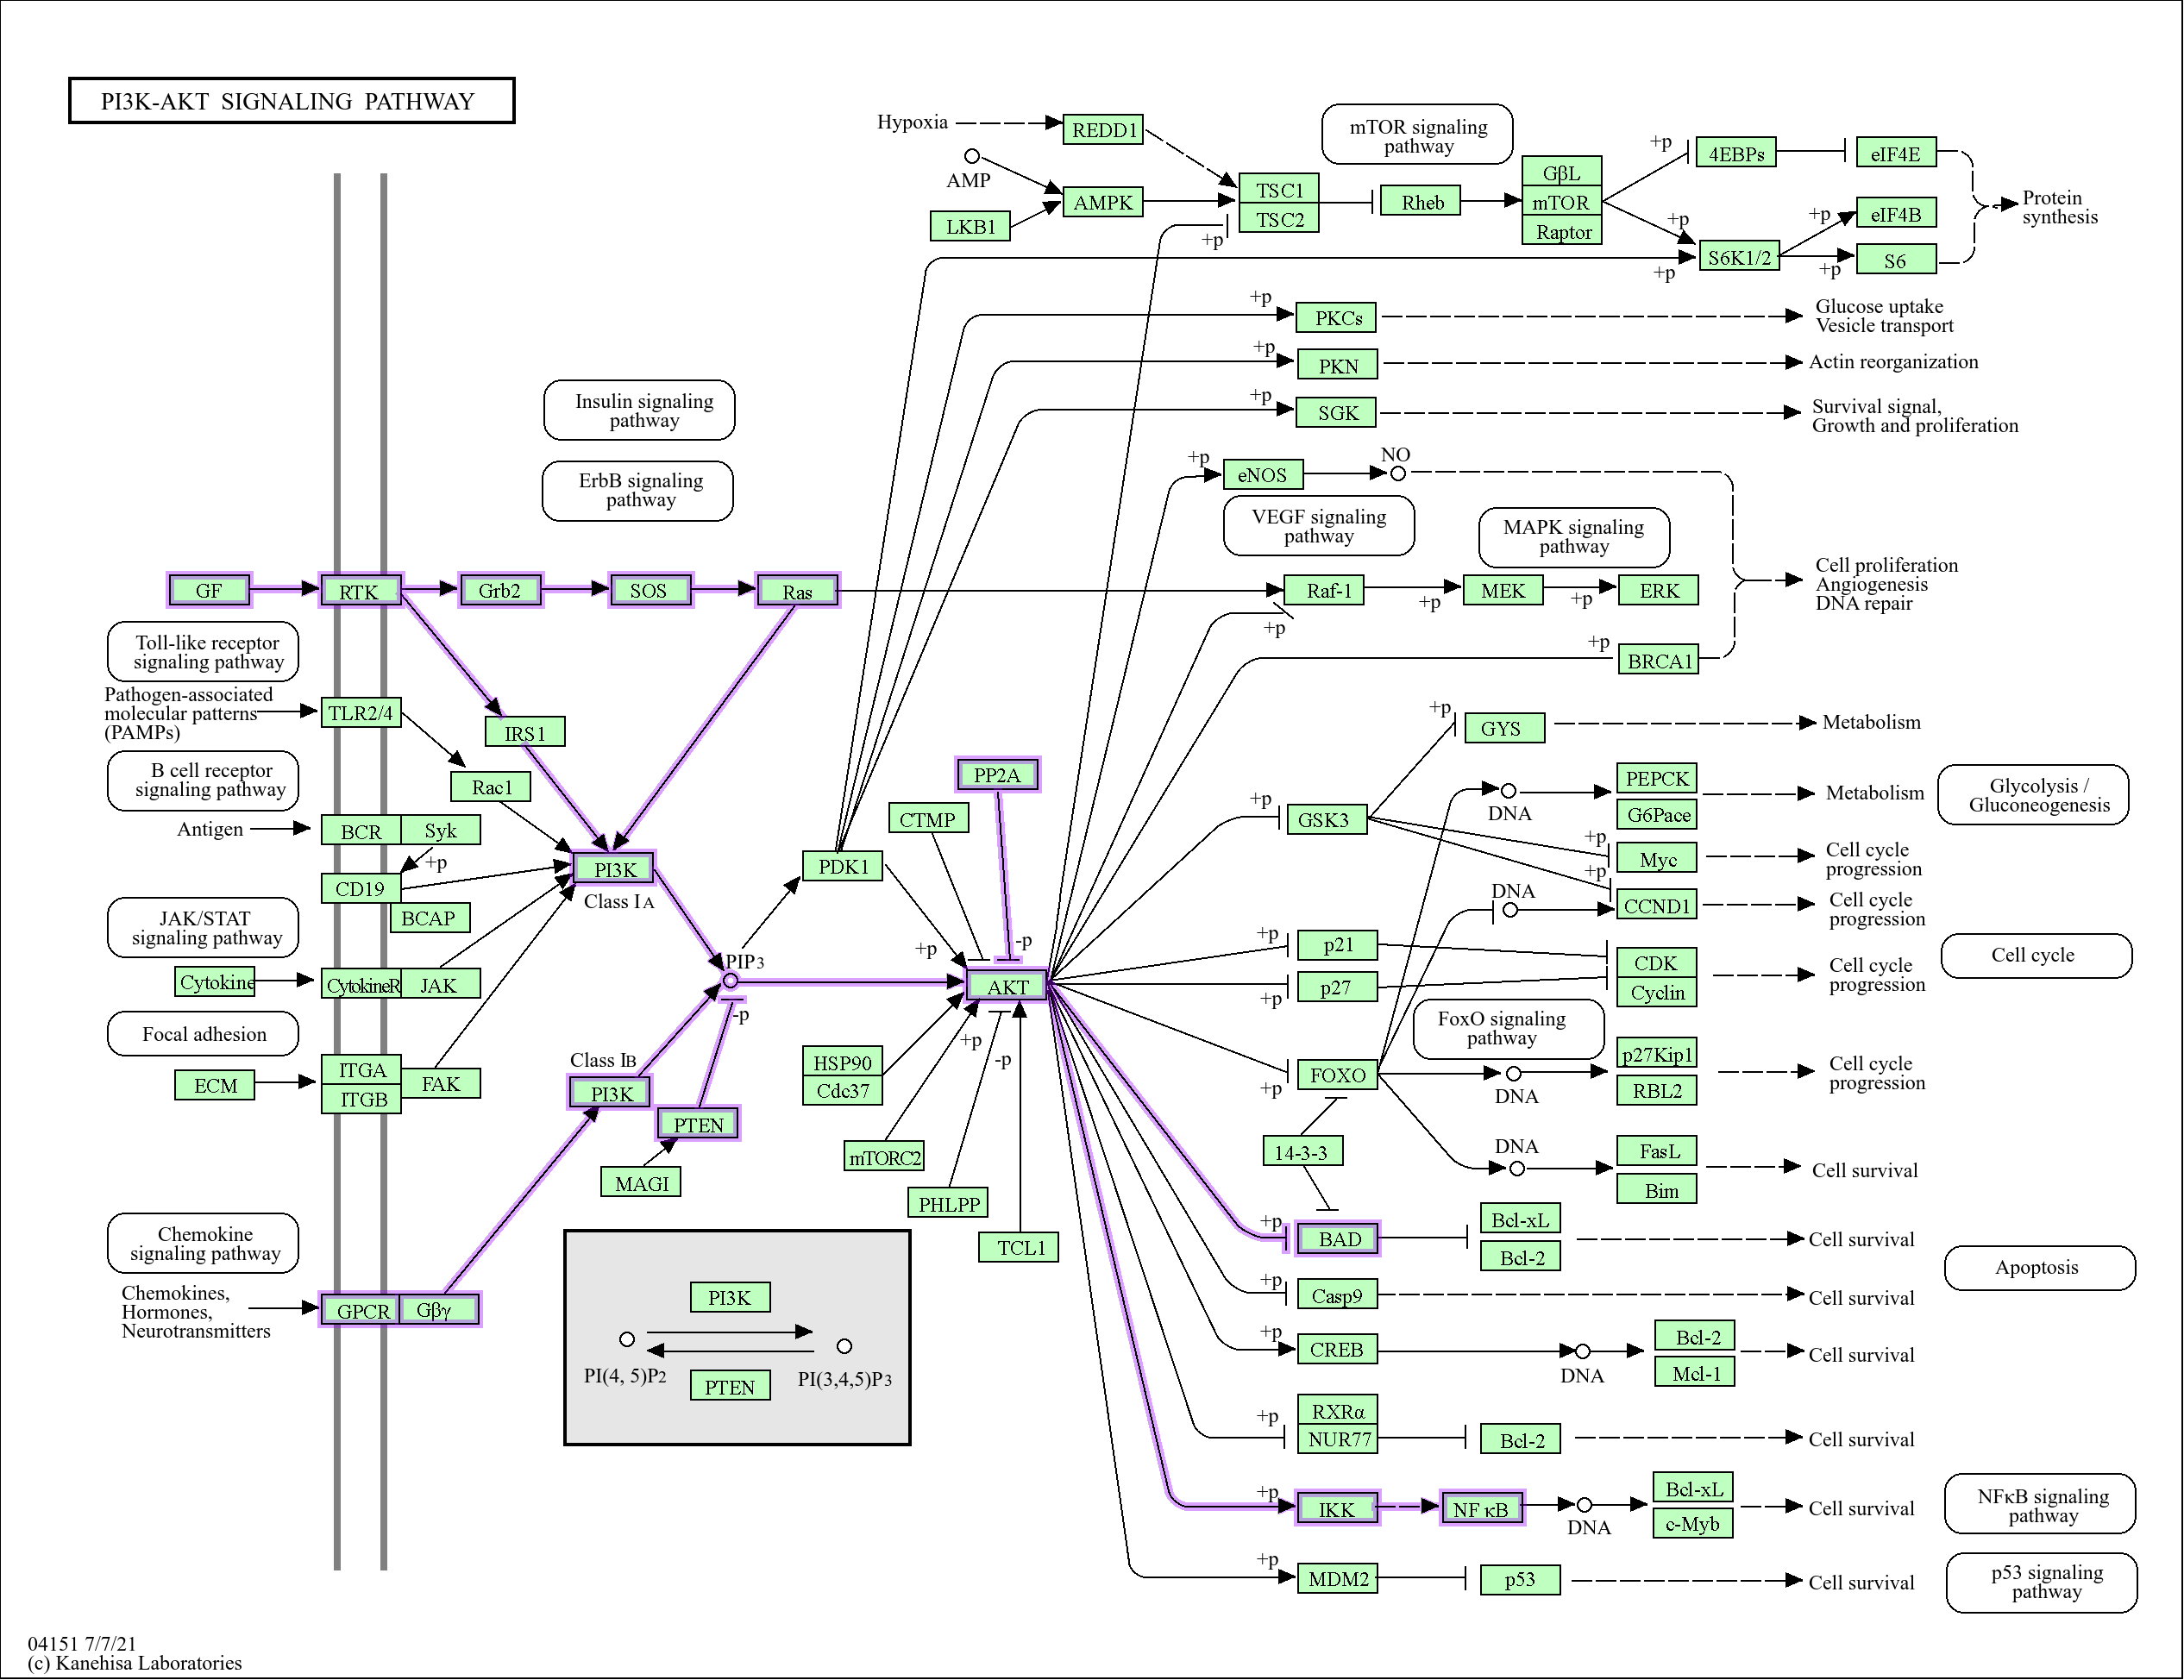 PI3K-AKT SIGNALING PATHWAY
Hypoxia
REDD1
AMP
AMPK
LKB1
TSC1
TSC2
+p
mTOR signaling
pathway
Rheb
GβL
mTOR
Raptor
+p
4EBPs
eIF4E
+p
S6K1/2
+p
+p
eIF4B
+p
S6
Protein
synthesis
+p
PKCs
Glucose uptake
Vesicle transport
+p
PKN
Actin reorganization
+p
SGK
Survival signal,
Growth and proliferation
Insulin signaling
pathway
ErbB signaling
pathway
+p
eNOS
NO
VEGF signaling
pathway
MAPK signaling
pathway
GF
RTK
Grb2
SOS
Ras
Raf-1
+p
MEK
+p
ERK
+p
Cell proliferation
Angiogenesis
DNA repair
+p
BRCA1
Toll-like receptor
signaling pathway
Pathogen-associated
molecular patterns
(PAMPs)
TLR2/4
IRS1
Rac1
B cell receptor
signaling pathway
Antigen
BCR
Syk
+p
CD19
BCAP
PI3K
Class IA
JAK/STAT
signaling pathway
Cytokine
CytokineR
JAK
Focal adhesion
ECM
ITGA
ITGB
FAK
Chemokine
signaling pathway
Chemokines,
Hormones,
Neurotransmitters
GPCR
Gβγ
Class IB
PI3K
PTEN
MAGI
PIP3
-p
PDK1
CTMP
PP2A
+p
-p
AKT
HSP90
Cdc37
+p
-p
mTORC2
PHLPP
TCL1
PI3K
PI(4, 5)P2
PI(3,4,5)P3
PTEN
+p
GYS
Metabolism
+p
GSK3
DNA
PEPCK
G6Pace
Metabolism
Glycolysis /
Gluconeogenesis
+p
Myc
Cell cycle
progression
+p
DNA
CCND1
Cell cycle
progression
+p
p21
+p
p27
CDK
Cyclin
Cell cycle
progression
Cell cycle
FoxO signaling
pathway
+p
FOXO
DNA
p27Kip1
RBL2
Cell cycle
progression
14-3-3
DNA
FasL
Bim
Cell survival
+p
BAD
Bcl-xL
Bcl-2
Cell survival
Apoptosis
+p
Casp9
Cell survival
+p
CREB
DNA
Bcl-2
Mcl-1
Cell survival
+p
RXRα
NUR77
Bcl-2
Cell survival
+p
IKK
NFκB
DNA
Bcl-xL
c-Myb
Cell survival
NFκB signaling
pathway
+p
MDM2
p53
Cell survival
p53 signaling
pathway
04151 7/7/21
(c) Kanehisa Laboratories